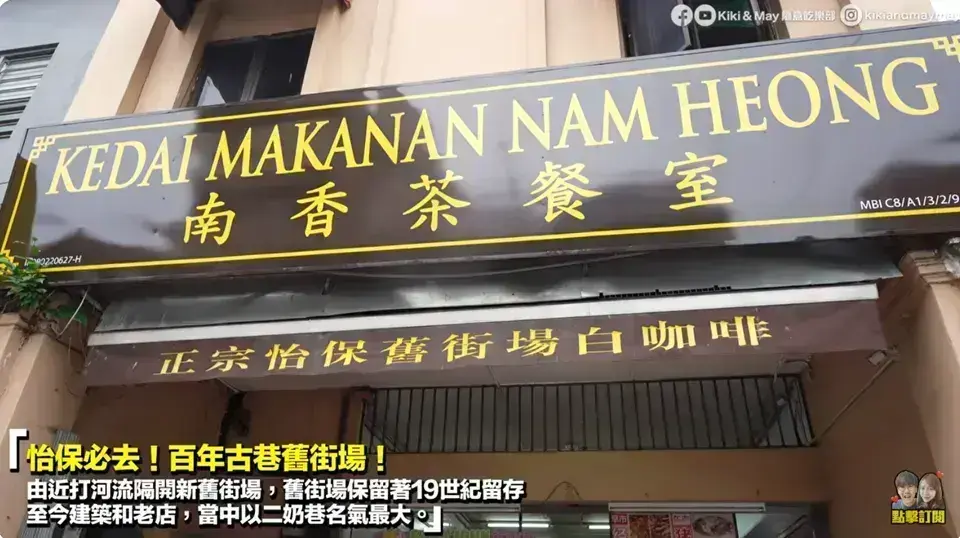 Kiki & May
KEDAI MAKANAN NAM HEONG
南香茶餐室
MBI C8/A1/3/2/9
正宗怡保舊街場白咖啡
「怡保必去！百年古巷舊街場！
由近打河流隔開新舊街場，舊街場保留著19世紀留存
至今建築和老店，當中以二奶巷名氣最大。」
點擊訂閱